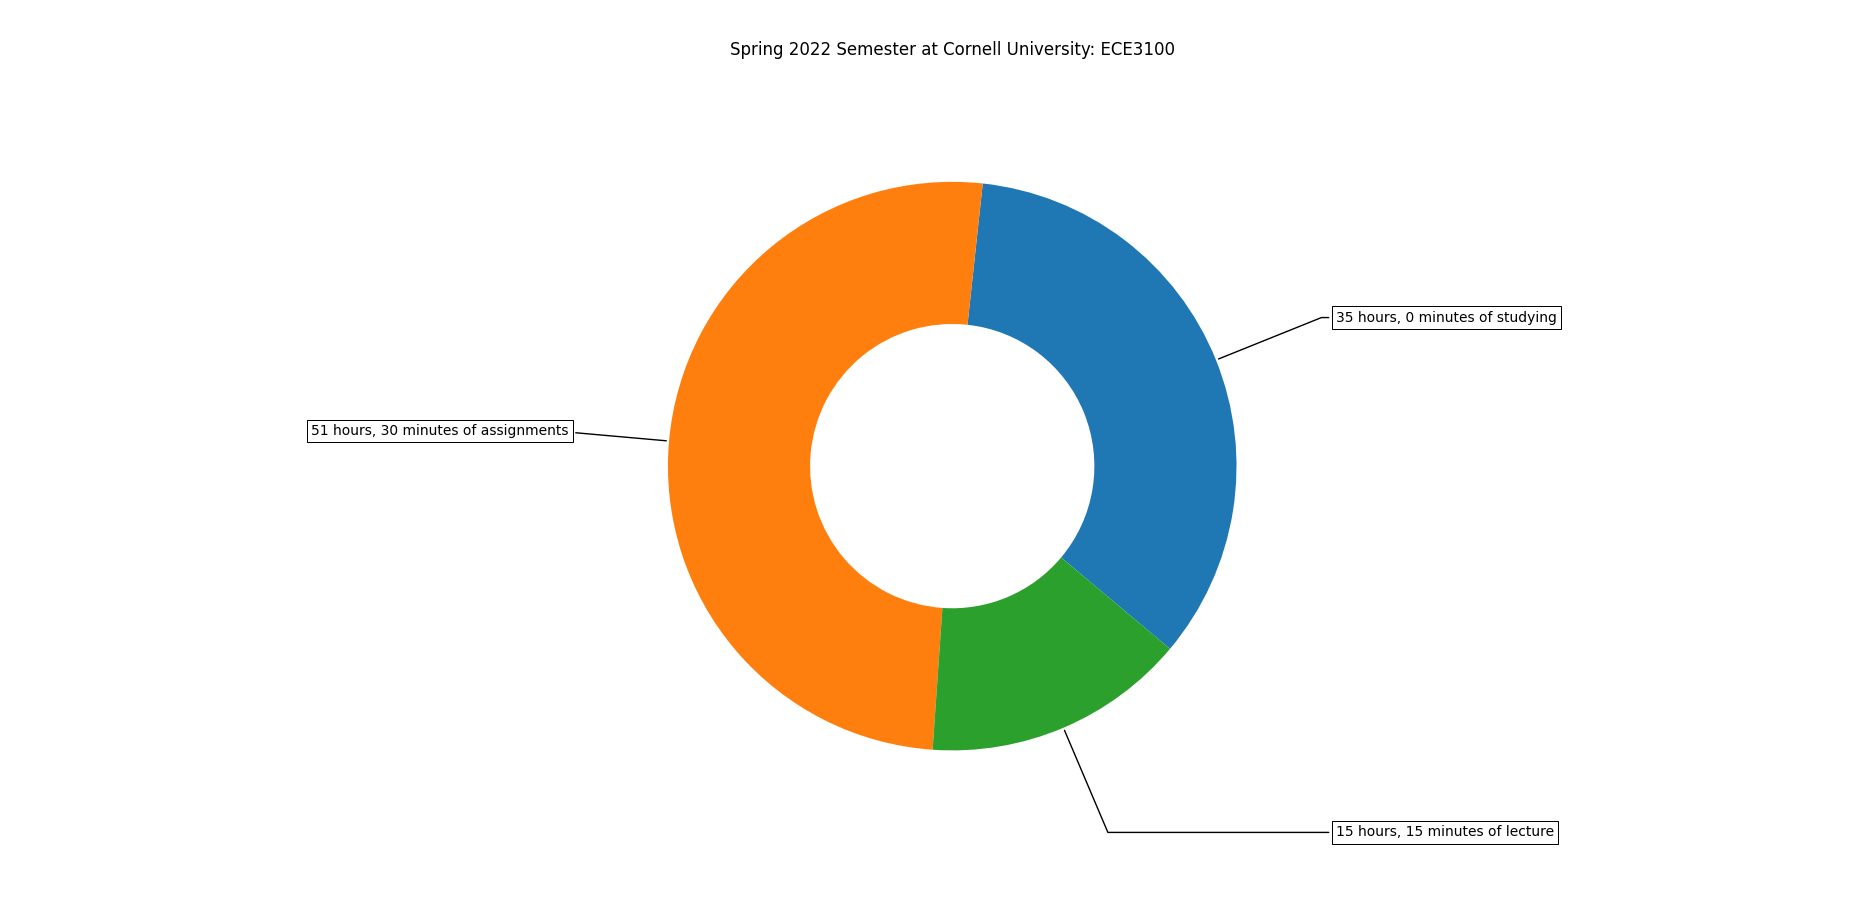 Spring 2022 Semester at Cornell University: ECE3100
35 hours, 0 minutes of studying
51 hours, 30 minutes of assignments
15 hours, 15 minutes of lecture